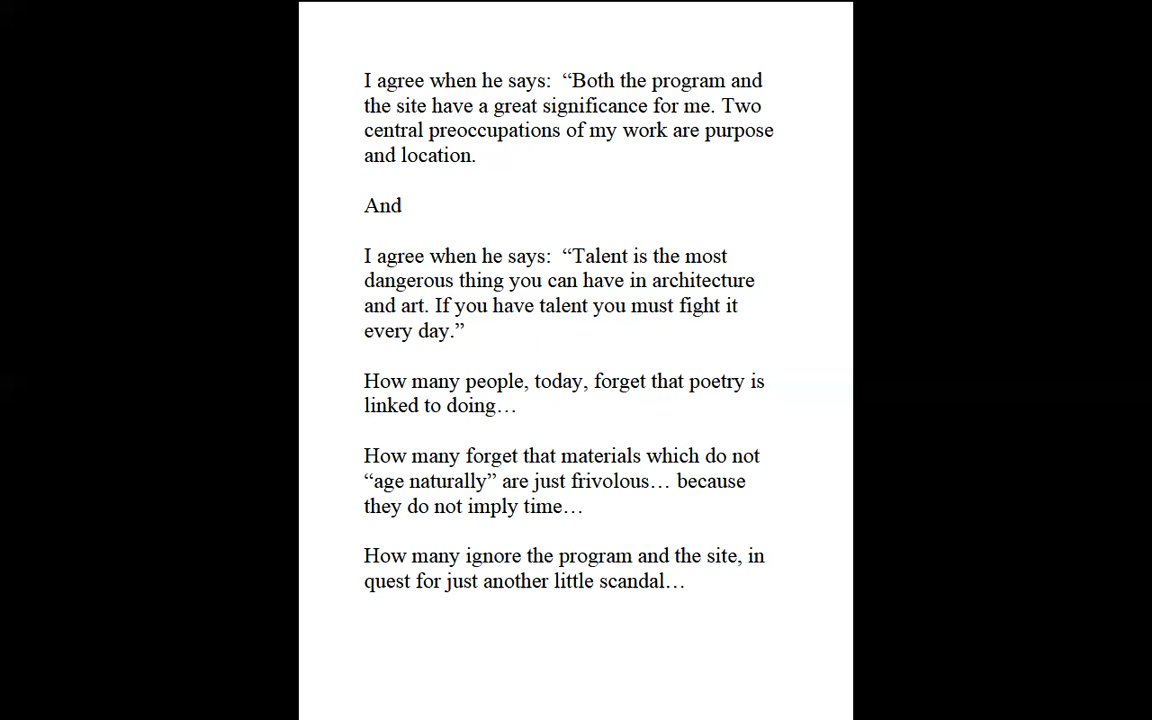 I agree when he says:  “Both the program and
the site have a great significance for me. Two
central preoccupations of my work are purpose
and location.
And
I agree when he says:  “Talent is the most
dangerous thing you can have in architecture
and art. If you have talent you must fight it
every day.”
How many people, today, forget that poetry is
linked to doing…
How many forget that materials which do not
“age naturally” are just frivolous… because
they do not imply time…
How many ignore the program and the site, in
quest for just another little scandal…